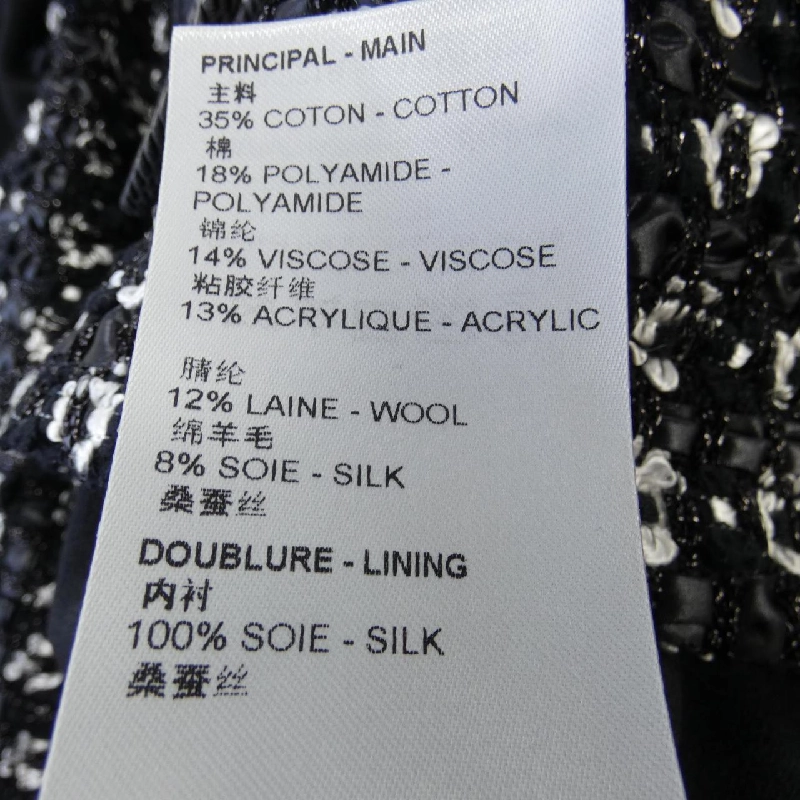 PRINCIPAL - MAIN
主料
35% COTON - COTTON
棉
18% POLYAMIDE -
POLYAMIDE
锦纶
14% VISCOSE - VISCOSE
粘胶纤维
13% ACRYLIQUE - ACRYLIC
腈纶
12% LAINE - WOOL
绵羊毛
8% SOIE - SILK
桑蚕丝
DOUBLURE - LINING
内衬
100% SOIE - SILK
桑蚕丝